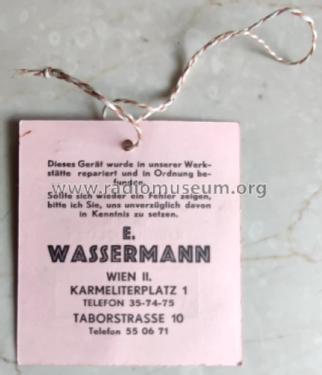 Dieses Gerät wurde in unserer Werk-
stätte repariert und in Ordnung be-
funden.
www.radiomuseum.org
Sollte sich wieder ein Fehler zeigen,
bitte ich Sie, uns unverzüglich davon
in Kenntnis zu setzen.
E.
WASSERMANN
WIEN II.
KARMELITERPLATZ 1
TELEFON 35-74-75
TABORSTRASSE 10
Telefon 55 06 71